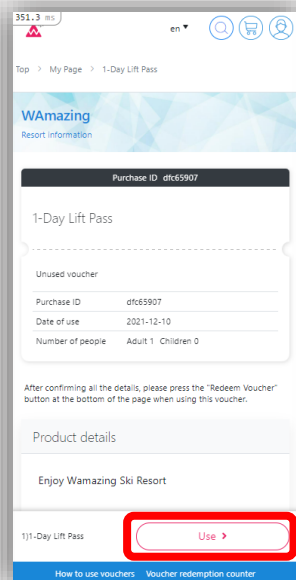 351.3 ms
en ▼
Top > My Page > 1-Day Lift Pass
WAmazing
Resort information
Purchase ID dfc65907
1-Day Lift Pass
Unused voucher
Purchase ID dfc65907
Date of use 2021-12-10
Number of people Adult 1 Children 0
After confirming all the details, please press the "Redeem Voucher"
button at the bottom of the page when using this voucher.
Product details
Enjoy Wamazing Ski Resort
1)1-Day Lift Pass Use >
How to use vouchers Voucher redemption counter